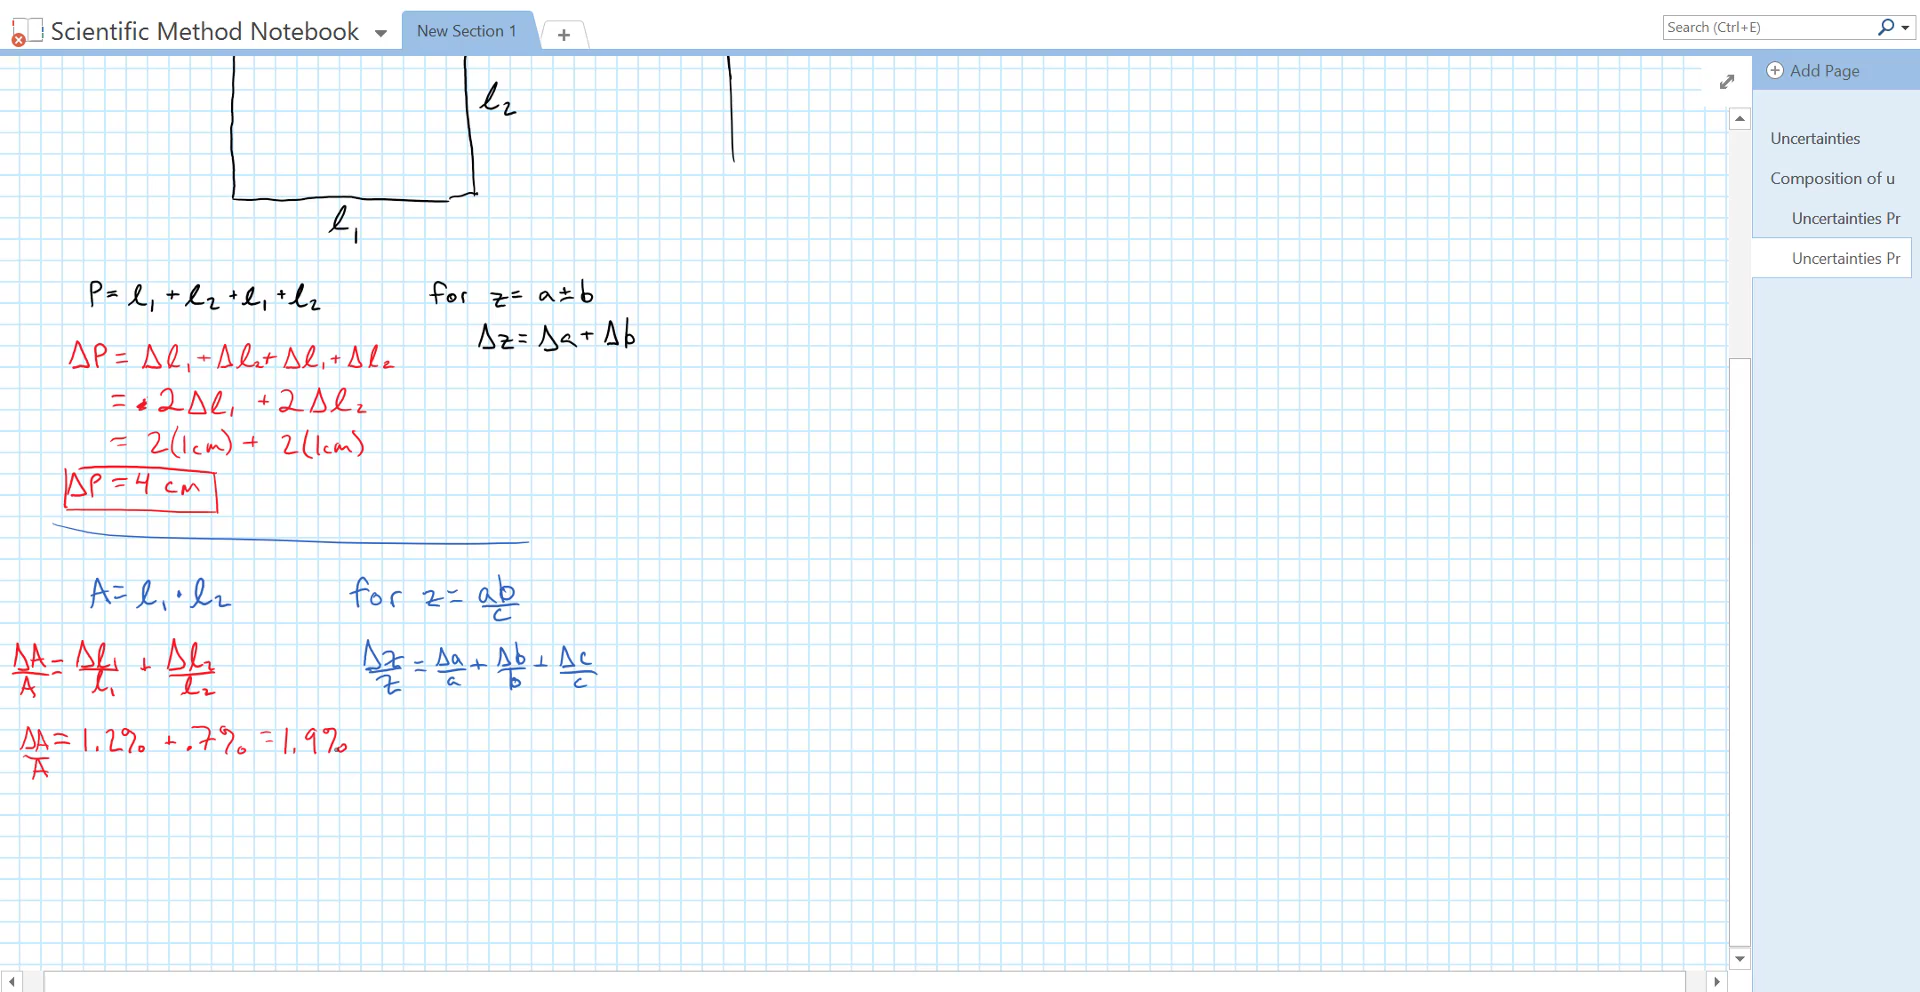 Scientific Method Notebook
New Section 1
Search (Ctrl+E)
Add Page
Uncertainties
Composition of u
Uncertainties Pr
Uncertainties Pr
l₂
l₁
P = l₁ + l₂ + l₁ + l₂
for z = a ± b
Δz = Δa + Δb
ΔP = Δl₁ + Δl₂ + Δl₁ + Δl₂
= 2Δl₁ + 2Δl₂
= 2(1cm) + 2(1cm)
ΔP = 4 cm
A = l₁ · l₂
for z = ab/c
ΔA/A = Δl₁/l₁ + Δl₂/l₂
Δz/z = Δa/a + Δb/b + Δc/c
ΔA/A = 1.2% + .7% = 1.9%